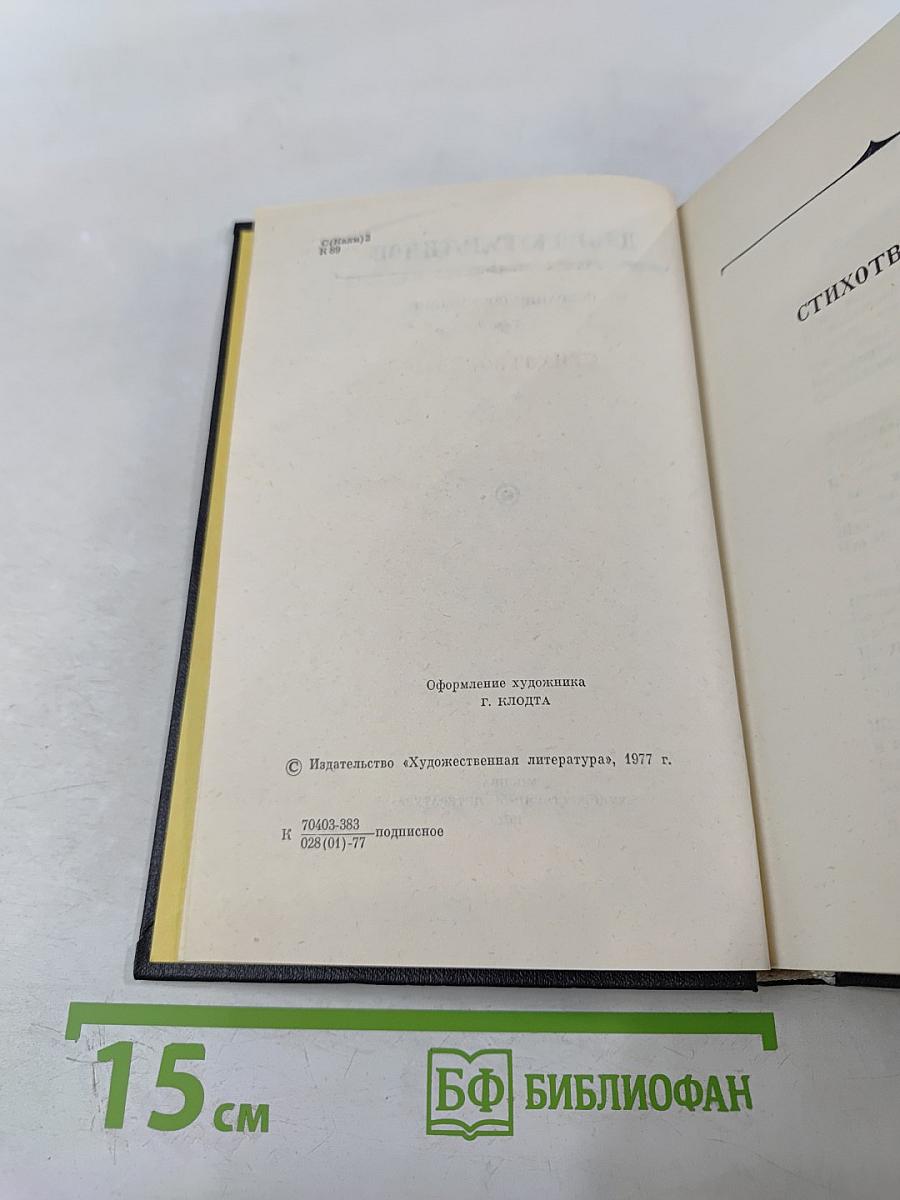 С(Калм)2
К 89
СТИХОТВ
Оформление художника
Г. КЛОДТА
© Издательство «Художественная литература», 1977 г.
К 70403-383
028(01)-77 —подписное
15 см
БФ БИБЛИОФАН